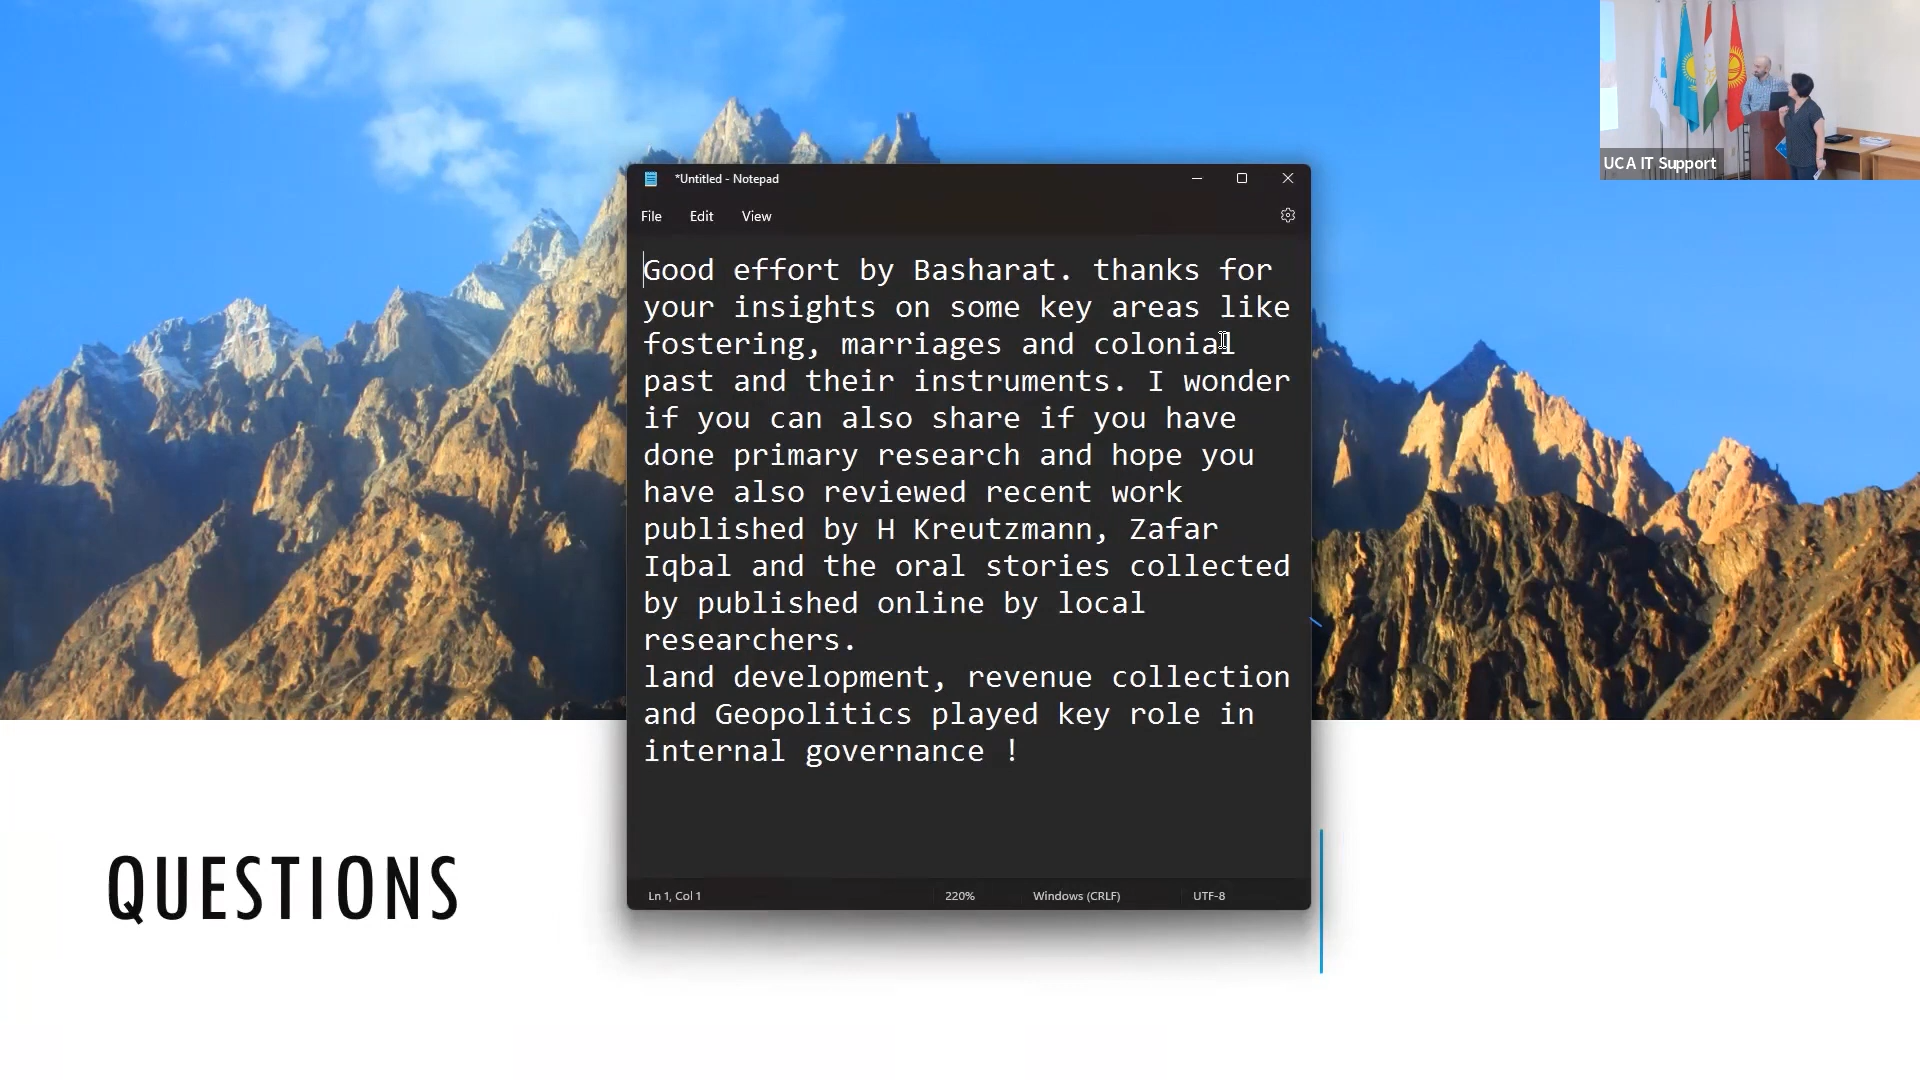 *Untitled - Notepad
File Edit View
Good effort by Basharat. thanks for
your insights on some key areas like
fostering, marriages and colonial
past and their instruments. I wonder
if you can also share if you have
done primary research and hope you
have also reviewed recent work
published by H Kreutzmann, Zafar
Iqbal and the oral stories collected
by published online by local
researchers.
land development, revenue collection
and Geopolitics played key role in
internal governance !
Ln 1, Col 1 220% Windows (CRLF) UTF-8
QUESTIONS
UCA IT Support